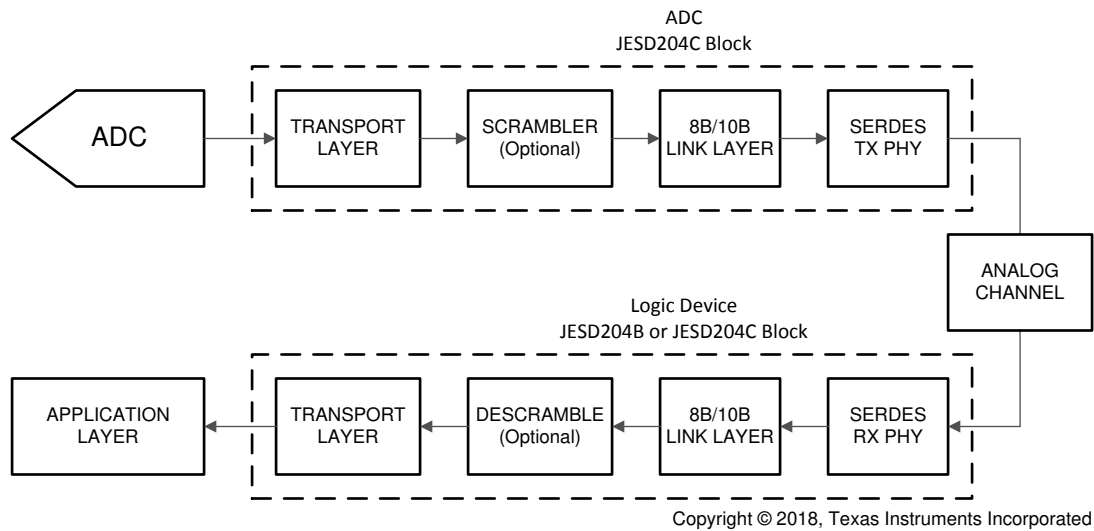 ADC
JESD204C Block
ADC
TRANSPORT
LAYER
SCRAMBLER
(Optional)
8B/10B
LINK LAYER
SERDES
TX PHY
ANALOG
CHANNEL
Logic Device
JESD204B or JESD204C Block
APPLICATION
LAYER
TRANSPORT
LAYER
DESCRAMBLE
(Optional)
8B/10B
LINK LAYER
SERDES
RX PHY
Copyright © 2018, Texas Instruments Incorporated